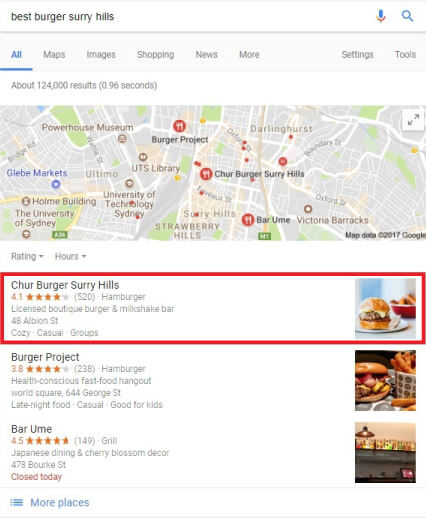 best burger surry hills
All Maps Images Shopping News More Settings Tools
About 124,000 results (0.96 seconds)
Powerhouse Museum
Burger Project
Darlinghurst
Bridge Rd
Boundary St
Glebe Markets
Ultimo
UTS Library
Chur Burger Surry Hills
Holme Building
University of Technology Sydney
Oxford St
The University of Sydney
Foveaux St
Surry Hills
STRAWBERRY HILLS
Bar Ume
Victoria Barracks
A36
M1
Map data ©2017 Google
Rating Hours
Chur Burger Surry Hills
4.1 (520) · Hamburger
Licensed boutique burger & milkshake bar
48 Albion St
Cozy · Casual · Groups
Burger Project
3.8 (238) · Hamburger
Health-conscious fast-food hangout
world square, 644 George St
Late-night food · Casual · Good for kids
Bar Ume
4.5 (149) · Grill
Japanese dining & cherry blossom decor
478 Bourke St
Closed today
More places